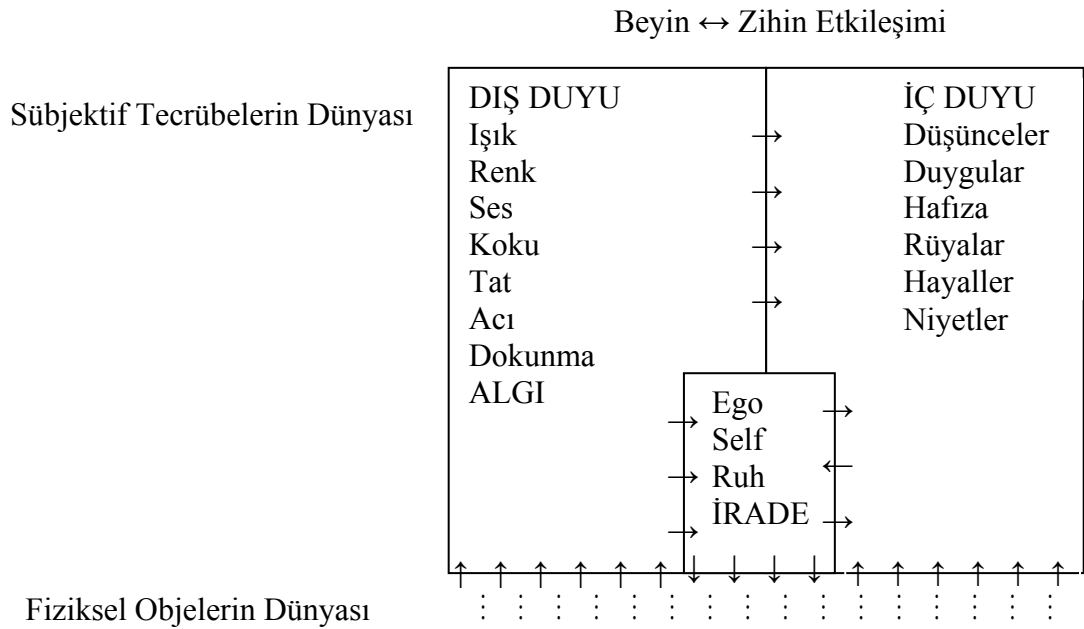 Beyin ↔ Zihin Etkileşimi
Sübjektif Tecrübelerin Dünyası
DIŞ DUYU
Işık
Renk
Ses
Koku
Tat
Acı
Dokunma
ALGI
İÇ DUYU
Düşünceler
Duygular
Hafıza
Rüyalar
Hayaller
Niyetler
Ego
Self
Ruh
İRADE
Fiziksel Objelerin Dünyası